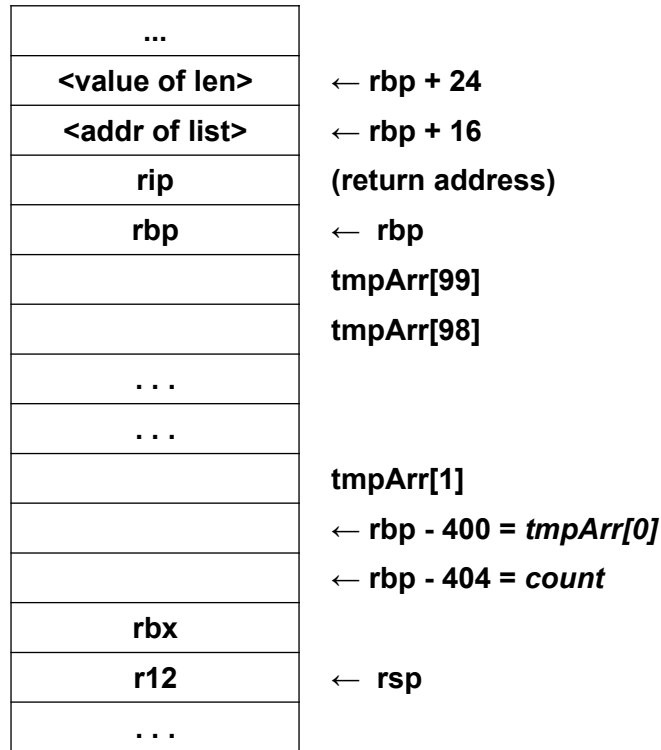 ...
<value of len> ← rbp + 24
<addr of list> ← rbp + 16
rip (return address)
rbp ← rbp
tmpArr[99]
tmpArr[98]
. . .
. . .
tmpArr[1]
← rbp - 400 = tmpArr[0]
← rbp - 404 = count
rbx
r12 ← rsp
. . .